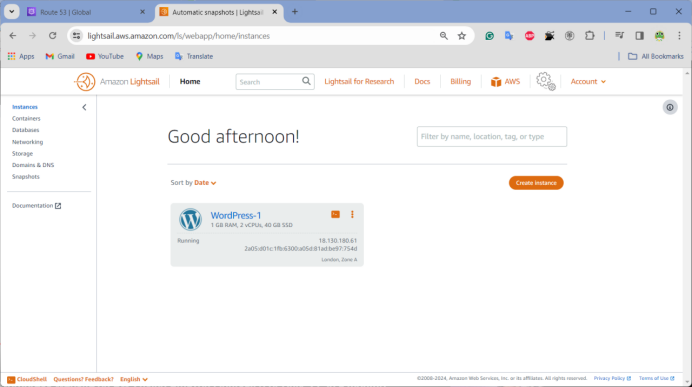 Route 53 | Global
Automatic snapshots | Lightsail
lightsail.aws.amazon.com/ls/webapp/home/instances
Apps Gmail YouTube Maps Translate All Bookmarks
Amazon Lightsail Home Search Lightsail for Research Docs Billing AWS Account
Instances
Containers
Databases
Networking
Storage
Domains & DNS
Snapshots
Documentation
Good afternoon!
Filter by name, location, tag, or type
Sort by Date
Create instance
WordPress-1
1 GB RAM, 2 vCPUs, 40 GB SSD
Running 18.130.180.61
2a05:d01c:1fb:6300:a05d:81ad:be97:754d
London, Zone A
CloudShell Questions? Feedback? English ©2008–2024, Amazon Web Services, Inc. or its affiliates. All rights reserved. Privacy Policy Terms of Use